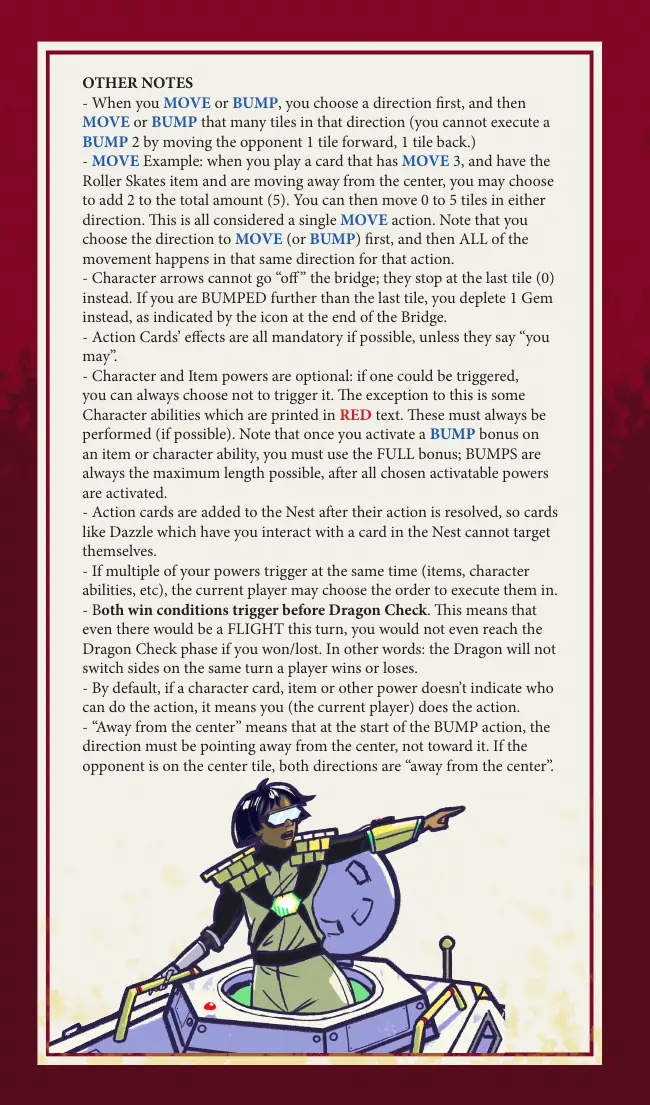 OTHER NOTES
- When you MOVE or BUMP, you choose a direction first, and then
MOVE or BUMP that many tiles in that direction (you cannot execute a
BUMP 2 by moving the opponent 1 tile forward, 1 tile back.)
- MOVE Example: when you play a card that has MOVE 3, and have the
Roller Skates item and are moving away from the center, you may choose
to add 2 to the total amount (5). You can then move 0 to 5 tiles in either
direction. This is all considered a single MOVE action. Note that you
choose the direction to MOVE (or BUMP) first, and then ALL of the
movement happens in that same direction for that action.
- Character arrows cannot go “off” the bridge; they stop at the last tile (0)
instead. If you are BUMPED further than the last tile, you deplete 1 Gem
instead, as indicated by the icon at the end of the Bridge.
- Action Cards’ effects are all mandatory if possible, unless they say “you
may”.
- Character and Item powers are optional: if one could be triggered,
you can always choose not to trigger it. The exception to this is some
Character abilities which are printed in RED text. These must always be
performed (if possible). Note that once you activate a BUMP bonus on
an item or character ability, you must use the FULL bonus; BUMPS are
always the maximum length possible, after all chosen activatable powers
are activated.
- Action cards are added to the Nest after their action is resolved, so cards
like Dazzle which have you interact with a card in the Nest cannot target
themselves.
- If multiple of your powers trigger at the same time (items, character
abilities, etc), the current player may choose the order to execute them in.
- Both win conditions trigger before Dragon Check. This means that
even there would be a FLIGHT this turn, you would not even reach the
Dragon Check phase if you won/lost. In other words: the Dragon will not
switch sides on the same turn a player wins or loses.
- By default, if a character card, item or other power doesn’t indicate who
can do the action, it means you (the current player) does the action.
- “Away from the center” means that at the start of the BUMP action, the
direction must be pointing away from the center, not toward it. If the
opponent is on the center tile, both directions are “away from the center”.